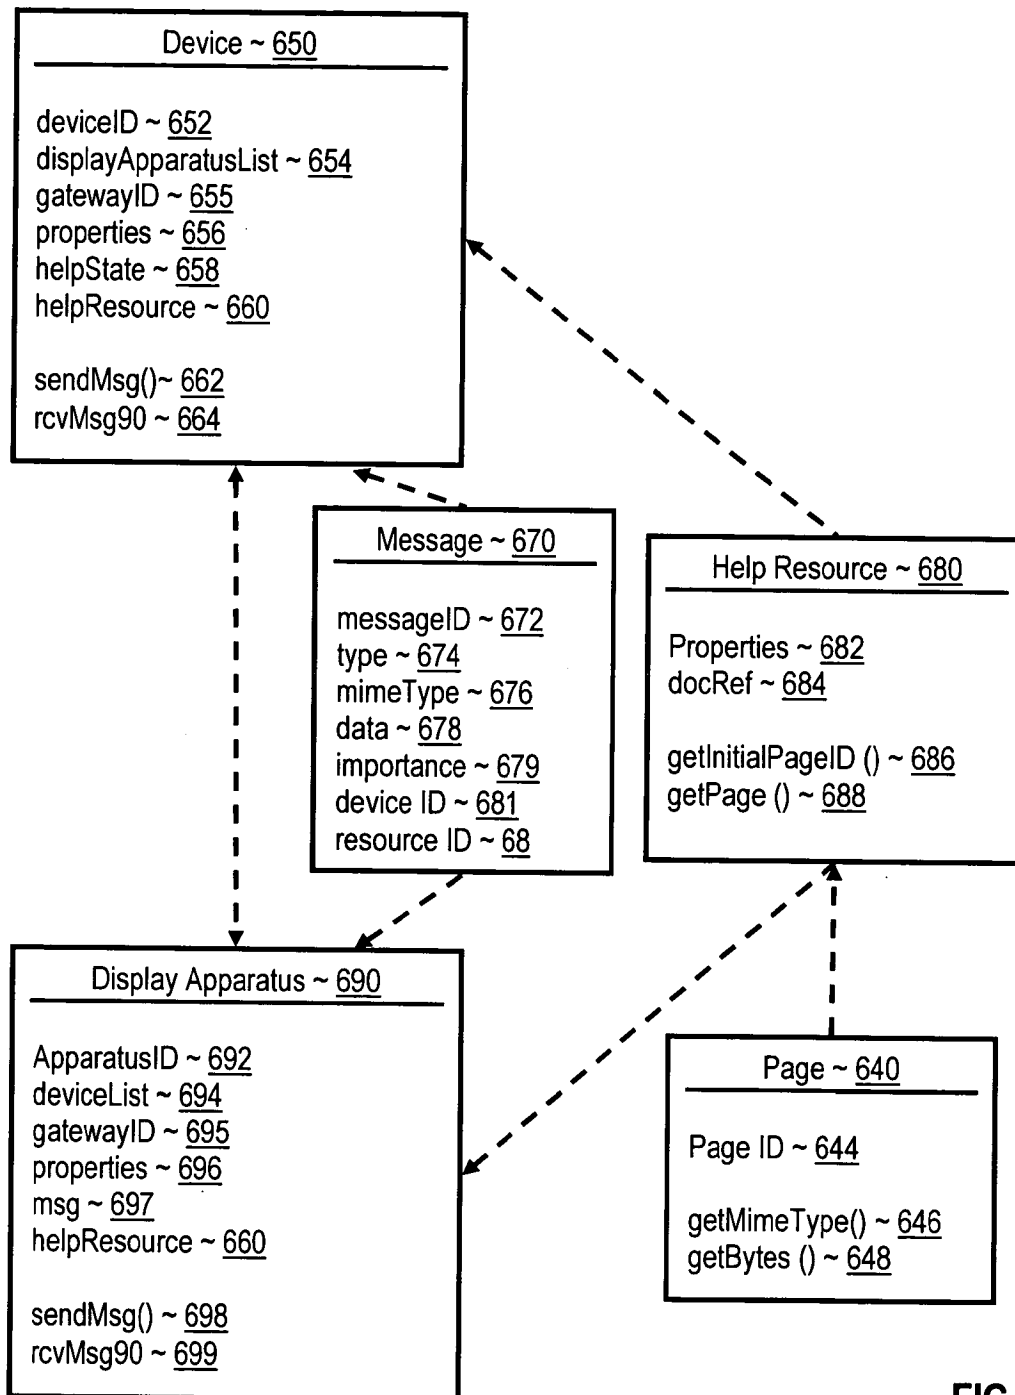 Device ~ 650
deviceID ~ 652
displayApparatusList ~ 654
gatewayID ~ 655
properties ~ 656
helpState ~ 658
helpResource ~ 660
sendMsg()~ 662
rcvMsg90 ~ 664
Message ~ 670
messageID ~ 672
type ~ 674
mimeType ~ 676
data ~ 678
importance ~ 679
device ID ~ 681
resource ID ~ 68
Help Resource ~ 680
Properties ~ 682
docRef ~ 684
getInitialPageID () ~ 686
getPage () ~ 688
Display Apparatus ~ 690
ApparatusID ~ 692
deviceList ~ 694
gatewayID ~ 695
properties ~ 696
msg ~ 697
helpResource ~ 660
sendMsg() ~ 698
rcvMsg90 ~ 699
Page ~ 640
Page ID ~ 644
getMimeType() ~ 646
getBytes () ~ 648
FIG